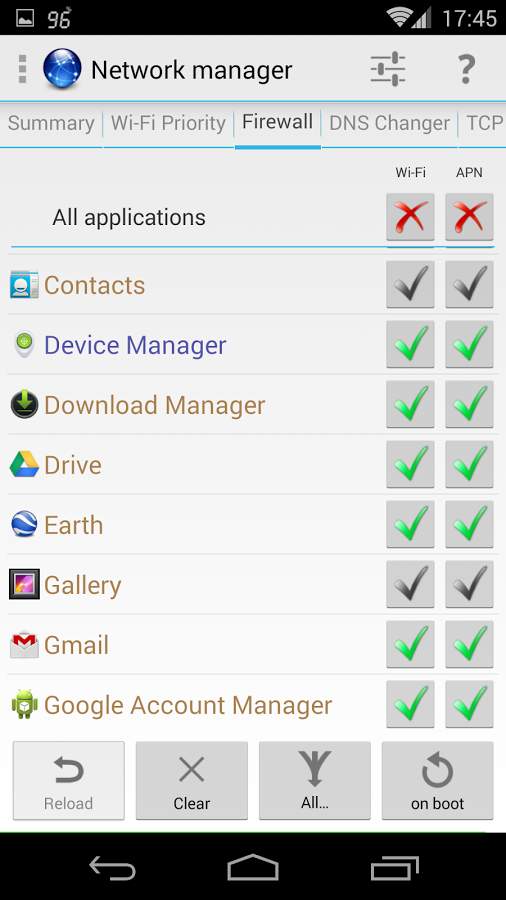 96°
17:45
Network manager
?
Summary
Wi-Fi Priority
Firewall
DNS Changer
TCP
Wi-Fi
APN
All applications
Contacts
Device Manager
Download Manager
Drive
Earth
Gallery
Gmail
Google Account Manager
Reload
Clear
All...
on boot